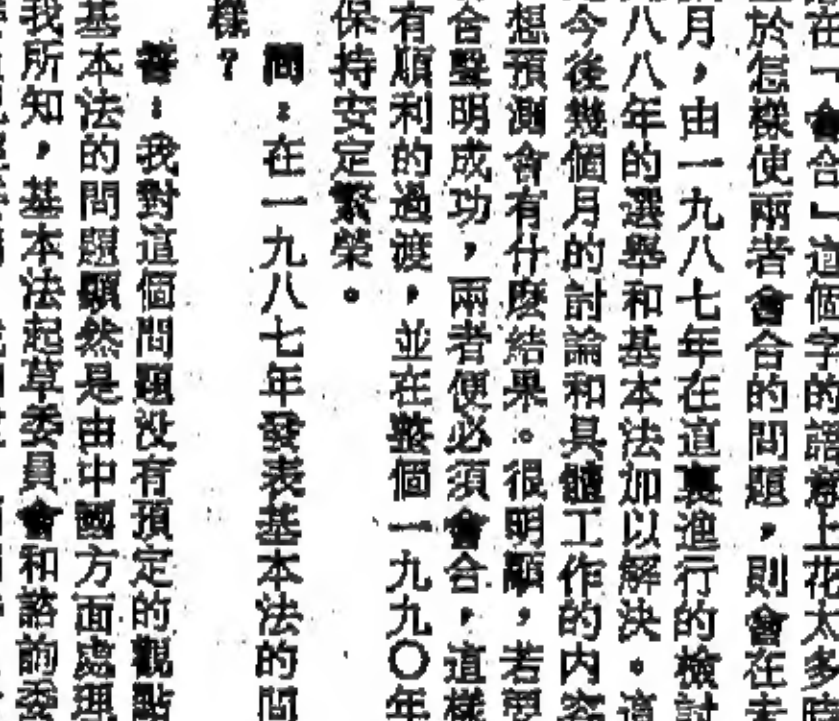 在「會合」這個字的語意上花太多時
於怎樣使兩者會合的問題，則會在未
月，由一九八七年在這裏進行的檢討
八八年的選舉和基本法加以解決。這
今後幾個月的討論和具體工作的內容
想預測會有什麼結果。很明顯，若要
合聲明成功，兩者便必須會合，這樣
有順利的過渡，並在整個一九九〇年
保持安定繁榮。
問：在一九八七年發表基本法的問
樣？
答：我對這個問題沒有預定的觀點
基本法的問題顯然是由中國方面處理
我所知，基本法起草委員會和諮詢委